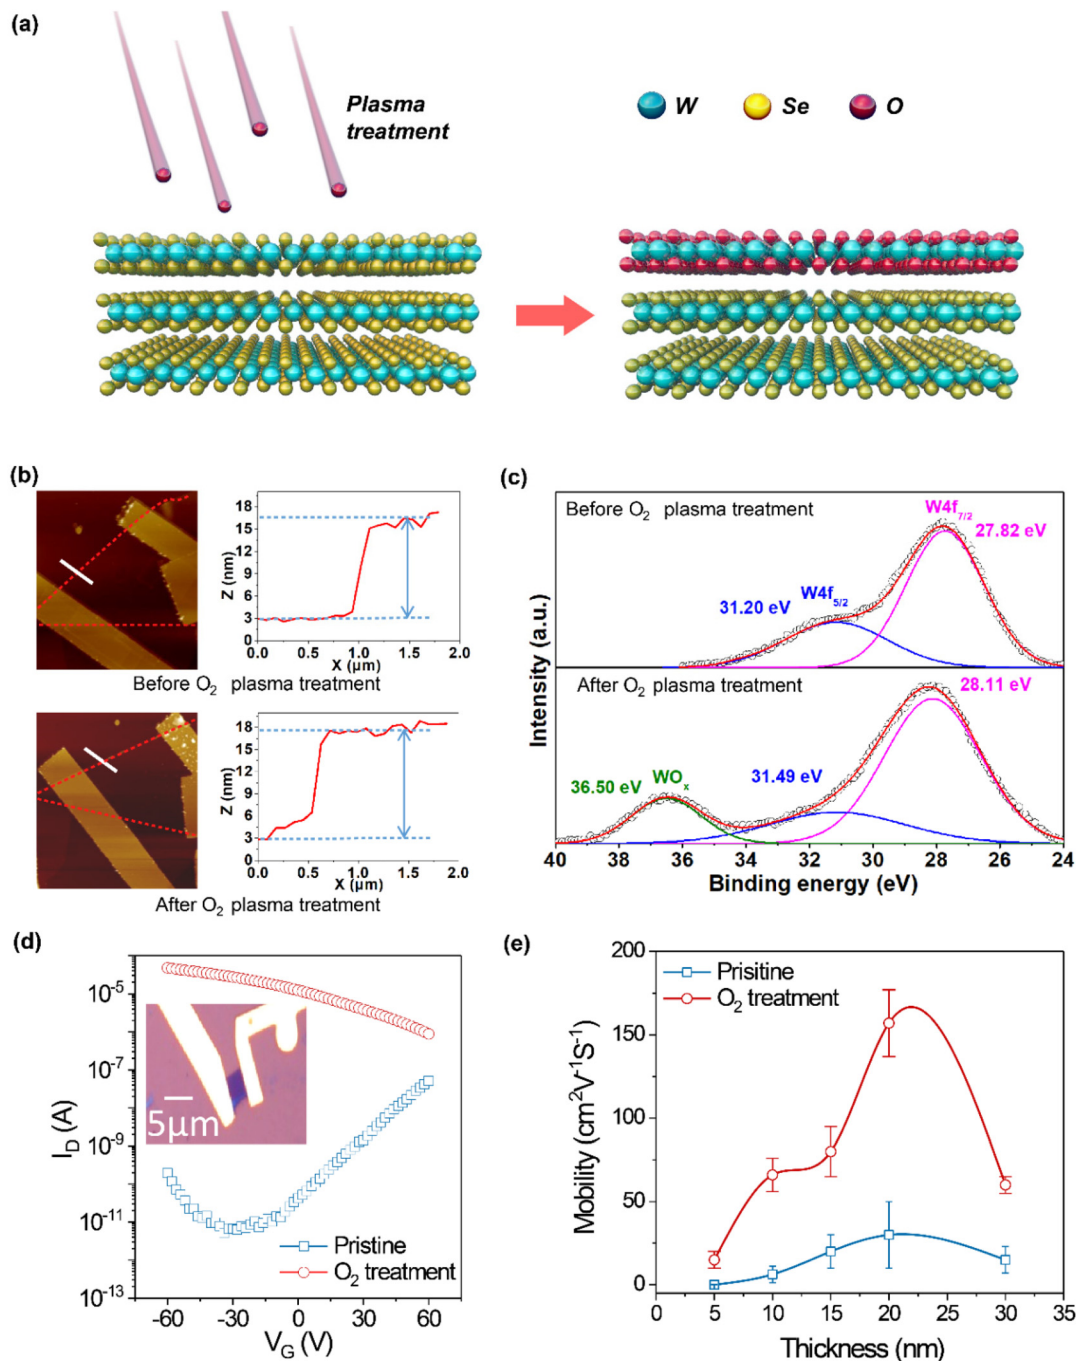 (a)
Plasma
treatment
W Se O
(b)
18
15
12
9
6
3
0
Z (nm)
0.0 0.5 1.0 1.5 2.0
X (μm)
Before O₂ plasma treatment
18
15
12
9
6
3
0
Z (nm)
0.0 0.5 1.0 1.5 2.0
X (μm)
After O₂ plasma treatment
(c)
Before O₂ plasma treatment
W4f₇/₂
27.82 eV
W4f₅/₂
31.20 eV
After O₂ plasma treatment
28.11 eV
31.49 eV
WOₓ
36.50 eV
Intensity (a.u.)
40 38 36 34 32 30 28 26 24
Binding energy (eV)
(d)
10⁻⁵
10⁻⁷
10⁻⁹
10⁻¹¹
10⁻¹³
I_D (A)
5μm
Pristine
O₂ treatment
-60 -30 0 30 60
V_G (V)
(e)
200
150
100
50
0
Mobility (cm²V⁻¹S⁻¹)
Prisitine
O₂ treatment
0 5 10 15 20 25 30 35
Thickness (nm)